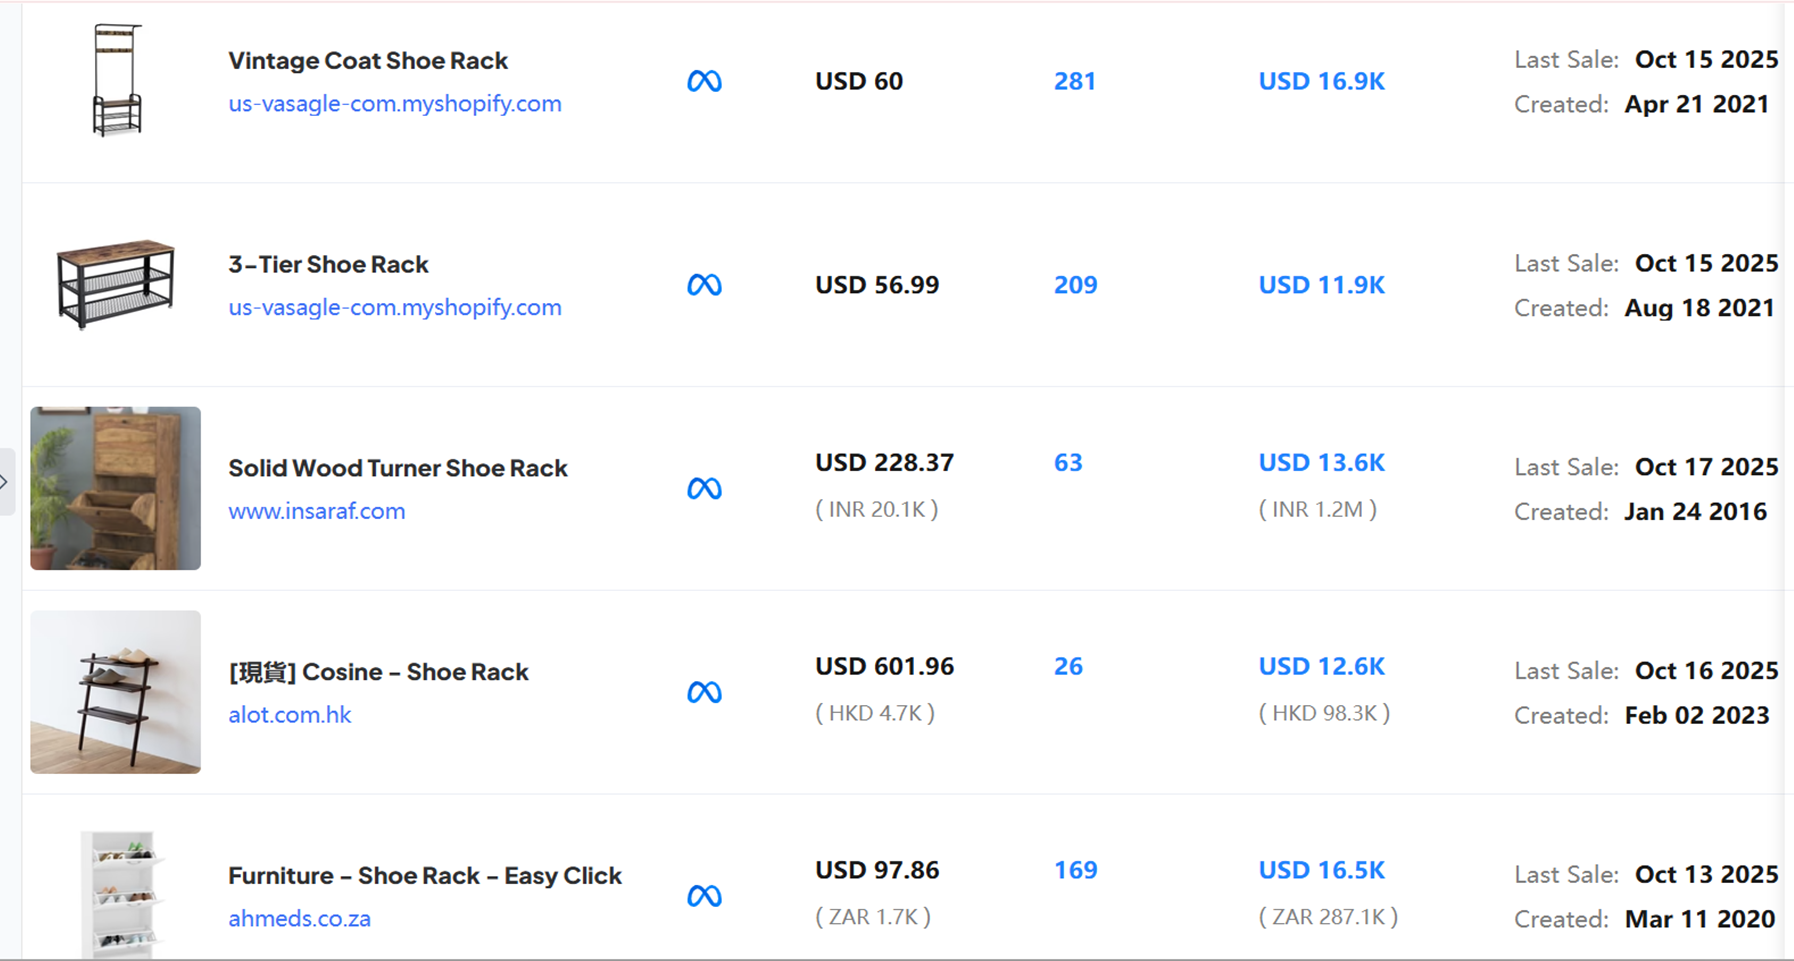 Vintage Coat Shoe Rack
us-vasagle-com.myshopify.com
USD 60
281
USD 16.9K
Last Sale: Oct 15 2025
Created: Apr 21 2021
3-Tier Shoe Rack
us-vasagle-com.myshopify.com
USD 56.99
209
USD 11.9K
Last Sale: Oct 15 2025
Created: Aug 18 2021
Solid Wood Turner Shoe Rack
www.insaraf.com
USD 228.37
( INR 20.1K )
63
USD 13.6K
( INR 1.2M )
Last Sale: Oct 17 2025
Created: Jan 24 2016
[現貨] Cosine - Shoe Rack
alot.com.hk
USD 601.96
( HKD 4.7K )
26
USD 12.6K
( HKD 98.3K )
Last Sale: Oct 16 2025
Created: Feb 02 2023
Furniture - Shoe Rack - Easy Click
ahmeds.co.za
USD 97.86
( ZAR 1.7K )
169
USD 16.5K
( ZAR 287.1K )
Last Sale: Oct 13 2025
Created: Mar 11 2020